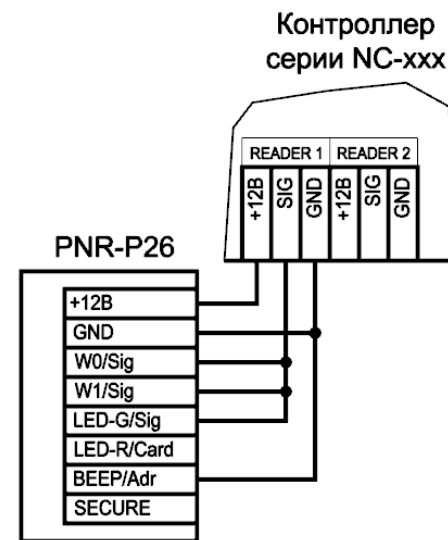 Контроллер
серии NC-xxx
READER 1 READER 2
+12В SIG GND +12В SIG GND
PNR-P26
+12В
GND
W0/Sig
W1/Sig
LED-G/Sig
LED-R/Card
BEEP/Adr
SECURE